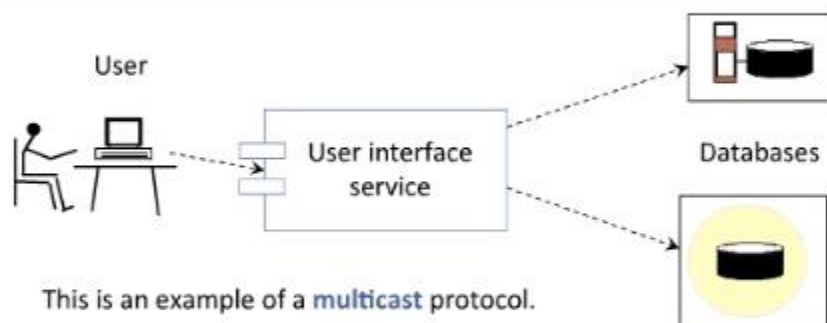 User
User interface
service
Databases
This is an example of a multicast protocol.